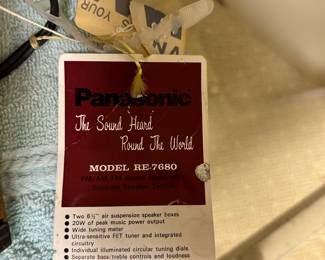 YOUR
Panasonic
The Sound Heard
Round The World
MODEL RE-7680
● Two 6½" air suspension speaker boxes
● 20W of peak music power output
● Wide tuning meter
● Ultra-sensitive FET tuner and integrated
circuitry
● Individual illuminated circular tuning dials
● Separate bass/treble controls and loudness